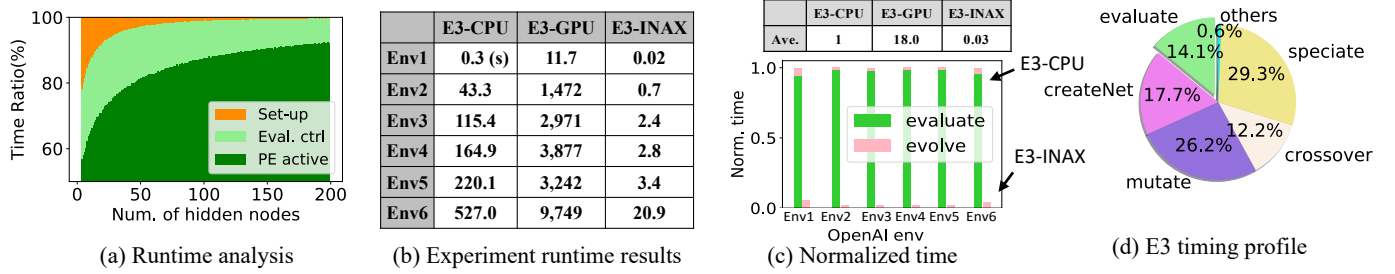 100
80
60
Time Ratio(%)
Set-up
Eval. ctrl
PE active
0 50 100 150 200
Num. of hidden nodes
(a) Runtime analysis
E3-CPU E3-GPU E3-INAX
Env1 0.3 (s) 11.7 0.02
Env2 43.3 1,472 0.7
Env3 115.4 2,971 2.4
Env4 164.9 3,877 2.8
Env5 220.1 3,242 3.4
Env6 527.0 9,749 20.9
(b) Experiment runtime results
E3-CPU E3-GPU E3-INAX
Ave. 1 18.0 0.03
1.0
0.5
0.0
Norm. time
evaluate
evolve
E3-CPU
E3-INAX
Env1 Env2 Env3 Env4 Env5 Env6
OpenAI env
(c) Normalized time
evaluate
others
0.6%
14.1%
speciate
29.3%
createNet
17.7%
12.2%
crossover
26.2%
mutate
(d) E3 timing profile